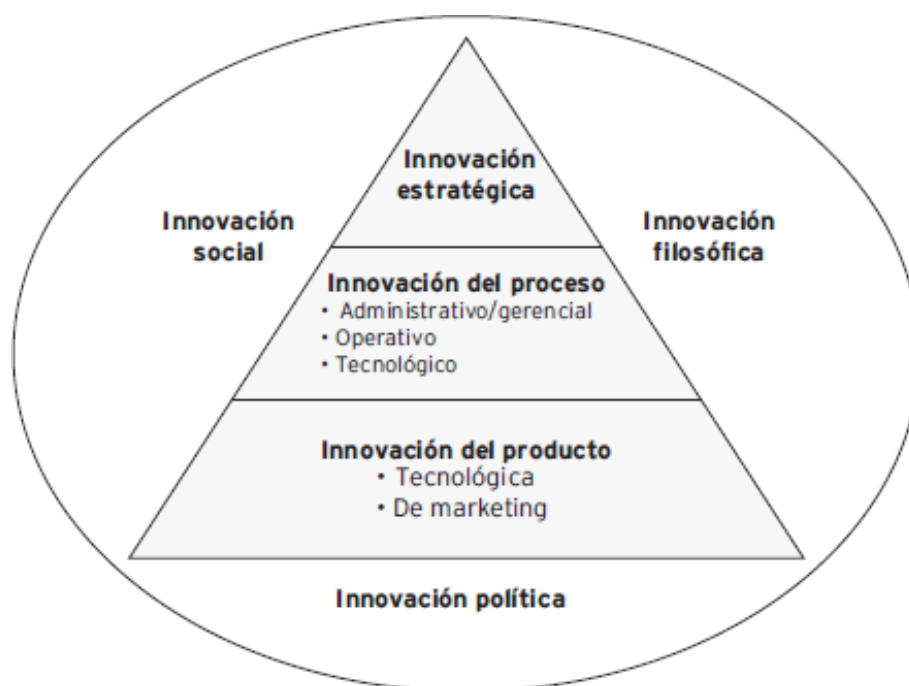 Innovación
estratégica
Innovación
social
Innovación
filosófica
Innovación del proceso
• Administrativo/gerencial
• Operativo
• Tecnológico
Innovación del producto
• Tecnológica
• De marketing
Innovación política